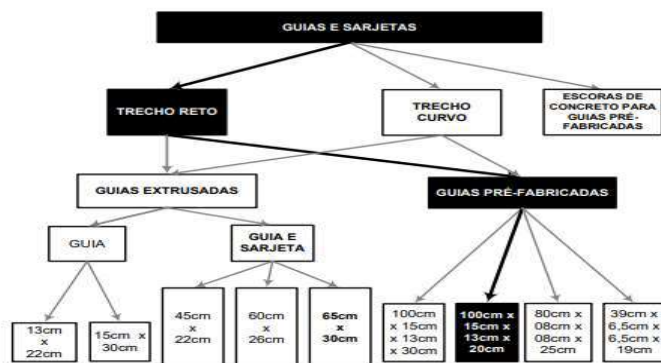 GUIAS E SARJETAS
TRECHO RETO
TRECHO
CURVO
ESCORAS DE
CONCRETO PARA
GUIAS PRÉ-
FABRICADAS
GUIAS EXTRUSADAS
GUIAS PRÉ-FABRICADAS
GUIA
GUIA E
SARJETA
13cm
x
22cm
15cm x
30cm
45cm
x
22cm
60cm
x
26cm
65cm
x
30cm
100cm
x 15cm
x 13cm
x 30cm
100cm x
15cm x
13cm x
20cm
80cm x
08cm x
08cm x
25cm
39cm x
6,5cm x
6,5cm x
19cm